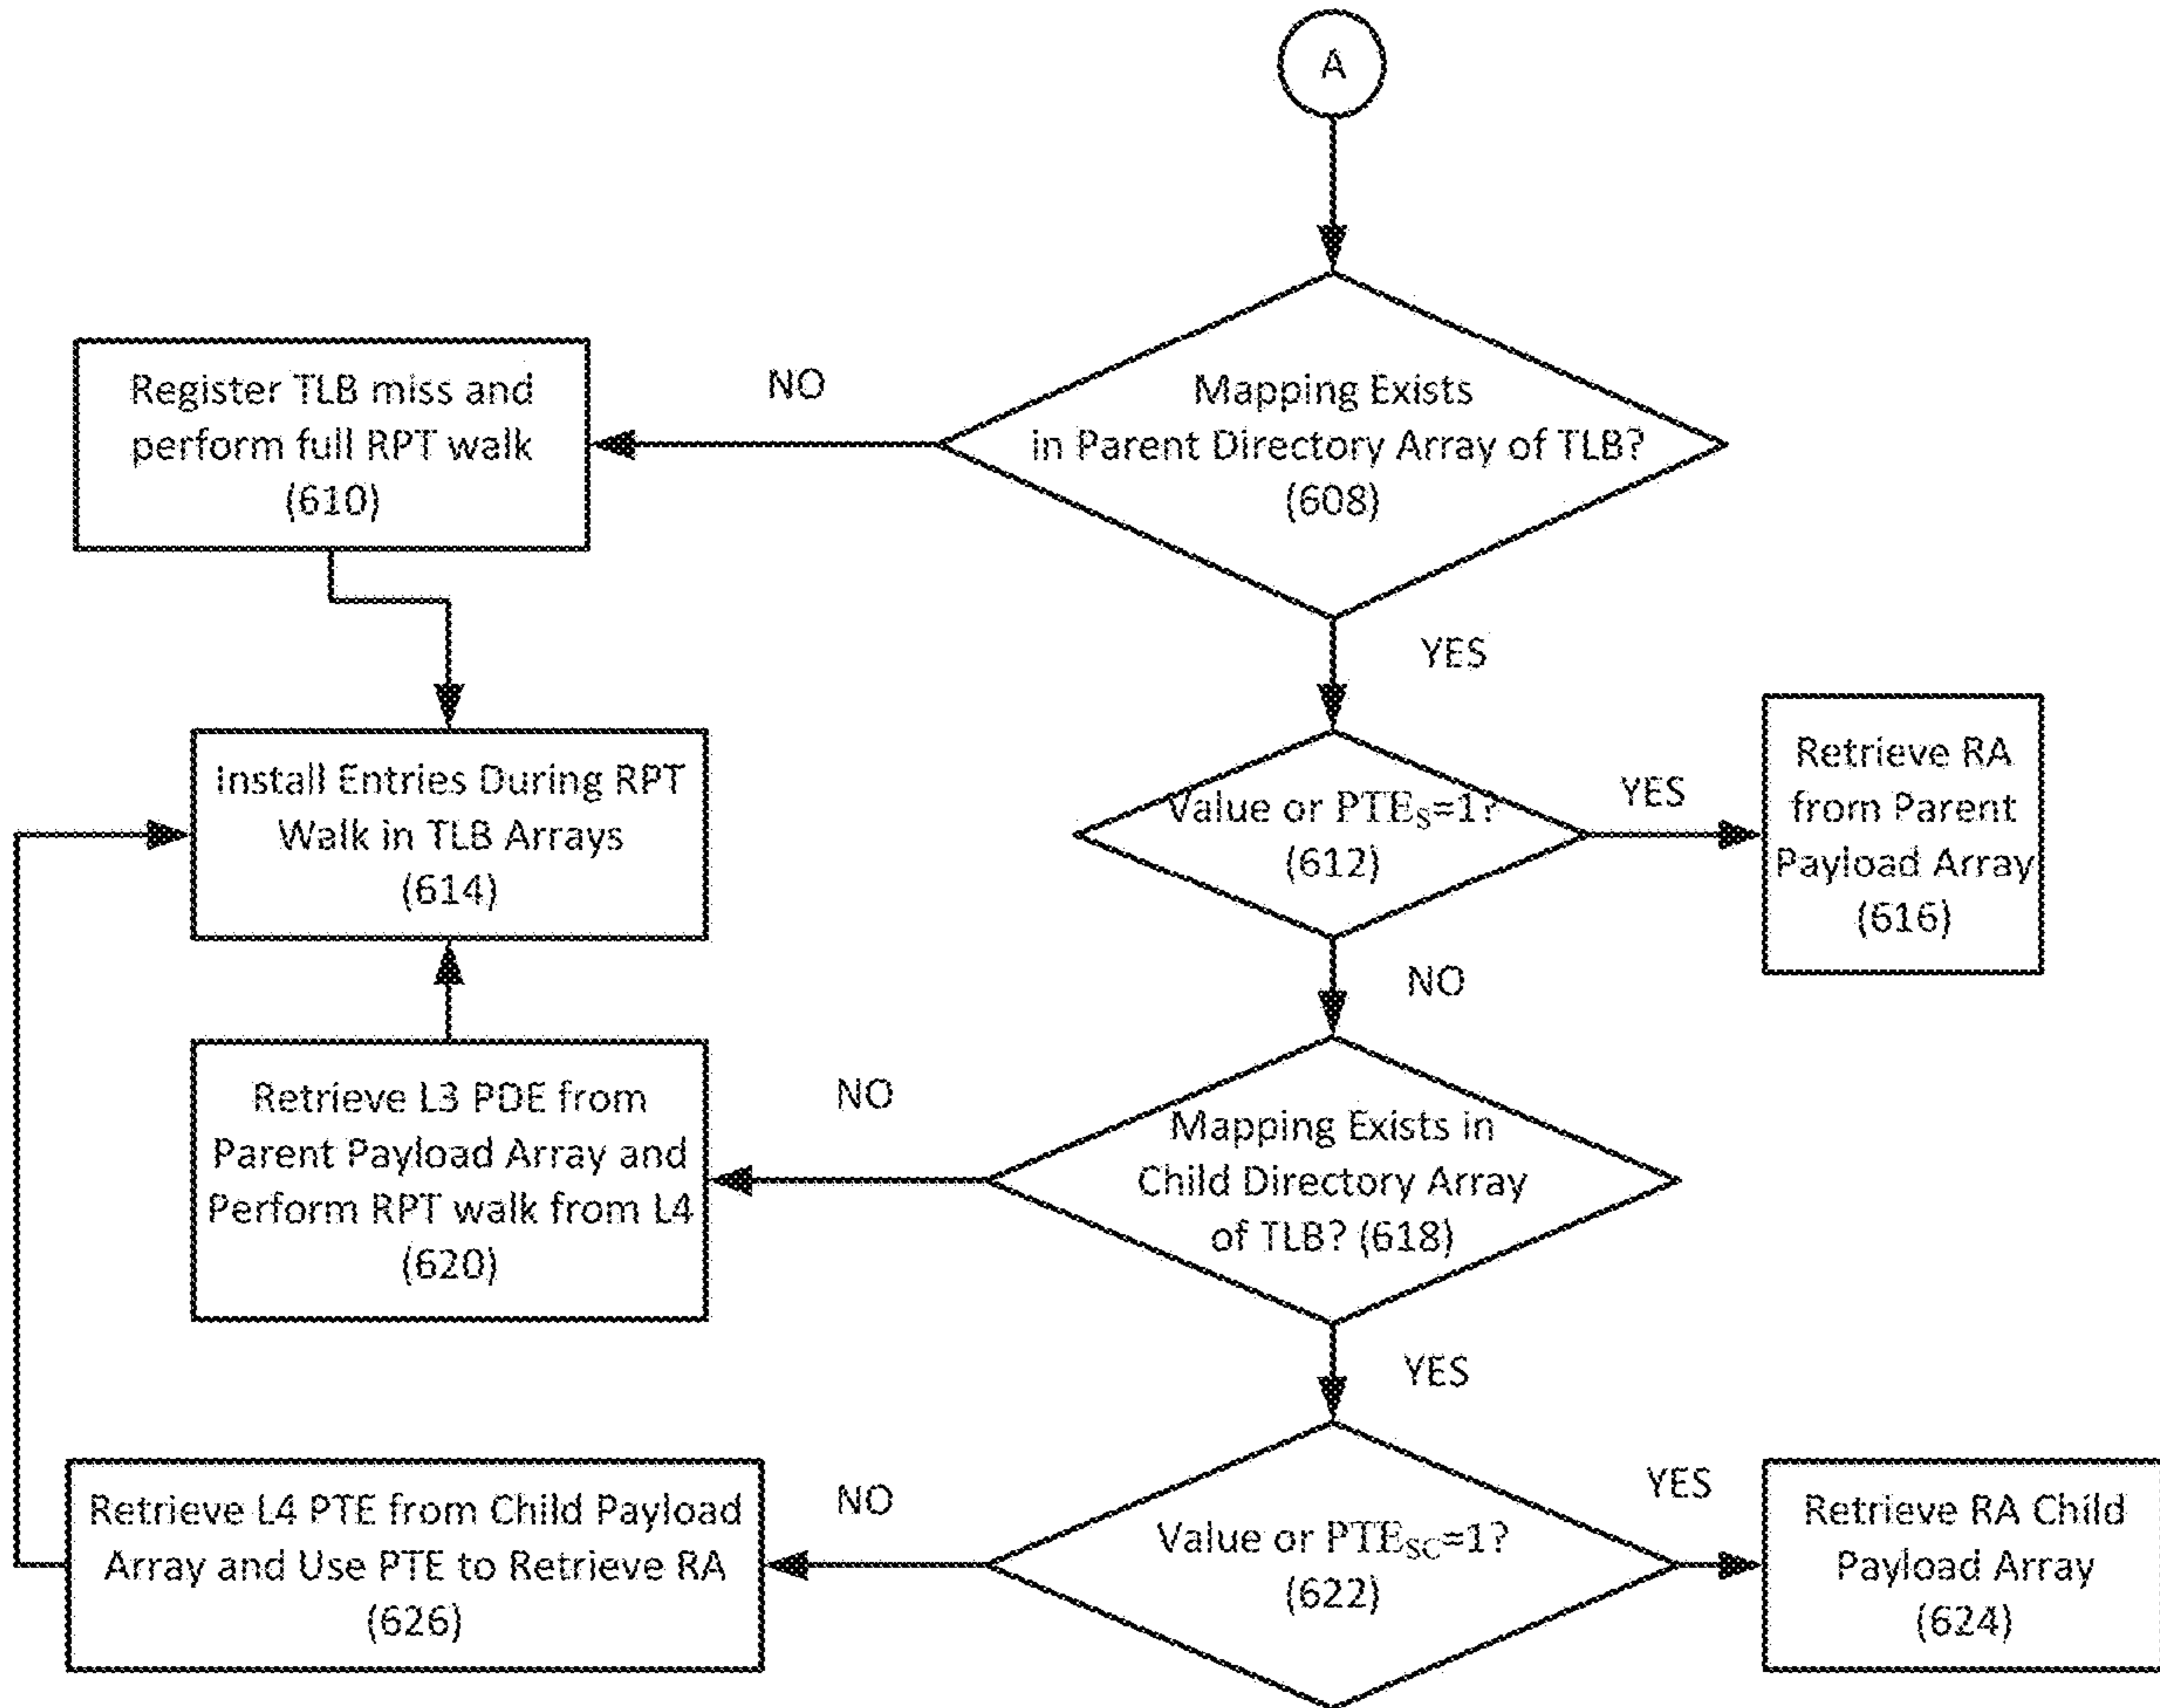 A
Mapping Exists
in Parent Directory Array of TLB?
(608)
NO
Register TLB miss and
perform full RPT walk
(610)
YES
Value or PTE_S=1?
(612)
YES
Retrieve RA
from Parent
Payload Array
(616)
Install Entries During RPT
Walk in TLB Arrays
(614)
NO
Mapping Exists in
Child Directory Array
of TLB? (618)
NO
Retrieve L3 PDE from
Parent Payload Array and
Perform RPT walk from L4
(620)
YES
Value or PTE_SC=1?
(622)
YES
Retrieve RA Child
Payload Array
(624)
NO
Retrieve L4 PTE from Child Payload
Array and Use PTE to Retrieve RA
(626)